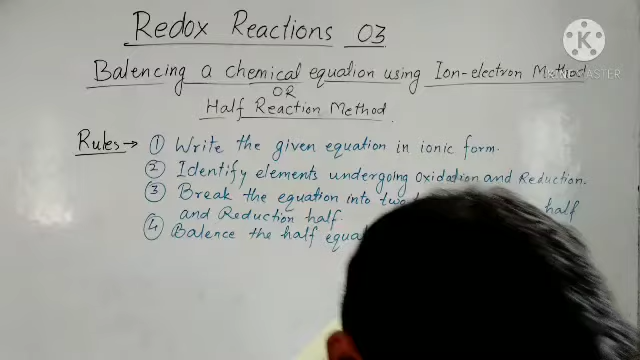 Redox Reactions 03
Balencing a chemical equation using Ion-electron Method
OR
Half Reaction Method.
Rules → ① Write the given equation in ionic form.
② Identify elements undergoing Oxidation and Reduction.
③ Break the equation into two half
and Reduction half.
④ Balence the half
K